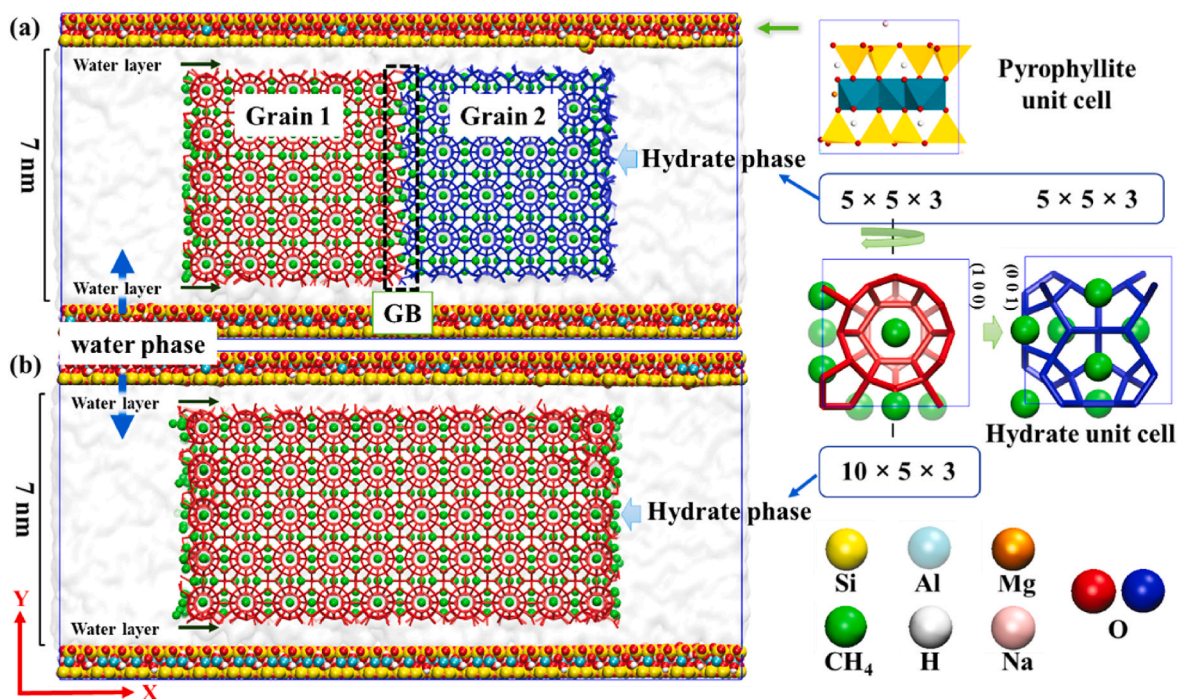 (a)
Water layer
Grain 1
Grain 2
7 nm
Hydrate phase
Water layer
GB
water phase
(b)
Water layer
7 nm
Hydrate phase
Water layer
Y
X
Pyrophyllite
unit cell
5 × 5 × 3
5 × 5 × 3
(1 0 0)
(0 0 1)
Hydrate unit cell
10 × 5 × 3
Si
Al
Mg
CH₄
H
Na
O